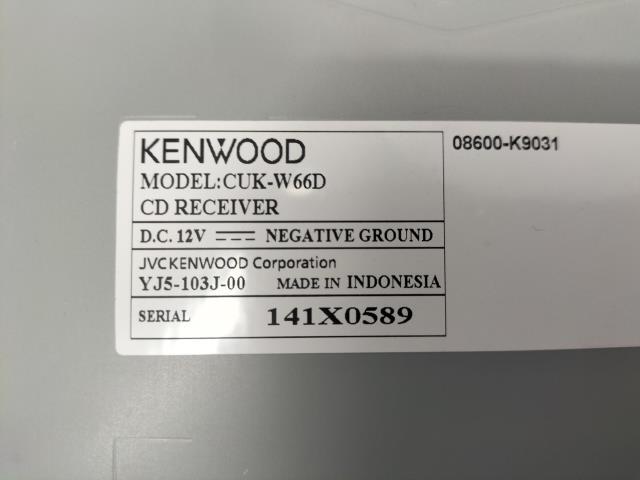 KENWOOD
MODEL:CUK-W66D
CD RECEIVER
D.C. 12V NEGATIVE GROUND
JVCKENWOOD Corporation
YJ5-103J-00 MADE IN INDONESIA
SERIAL 141X0589
08600-K9031